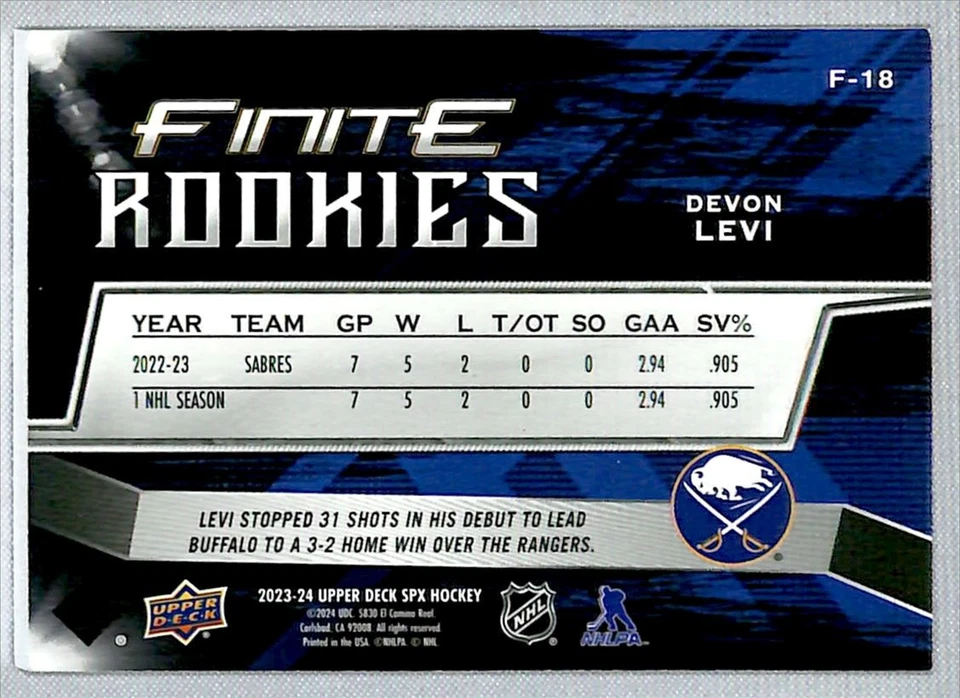 F-18
FINITE
ROOKIES
DEVON
LEVI
YEAR TEAM GP W L T/OT SO GAA SV%
2022-23 SABRES 7 5 2 0 0 2.94 .905
1 NHL SEASON 7 5 2 0 0 2.94 .905
LEVI STOPPED 31 SHOTS IN HIS DEBUT TO LEAD
BUFFALO TO A 3-2 HOME WIN OVER THE RANGERS.
®
UPPER
D·E·C·K
®
®
2023-24 UPPER DECK SPX HOCKEY
©2024 UDC. 5830 El Camino Real,
Carlsbad, CA 92008. All rights reserved.
Printed in the USA. ©NHLPA. © NHL.
NHL
®
NHLPA